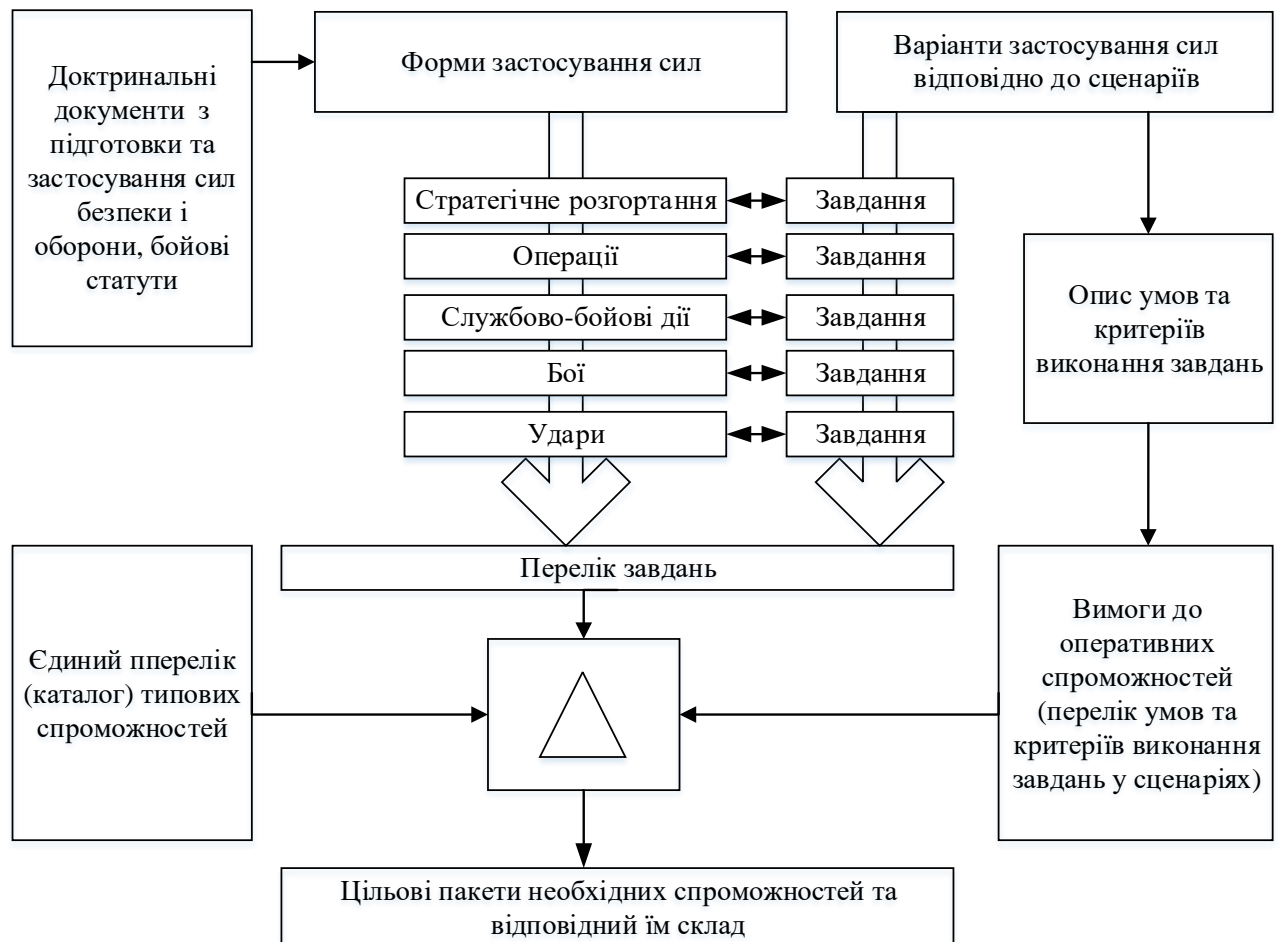 Доктринальні
документи з
підготовки та
застосування сил
безпеки і
оборони, бойові
статути
Форми застосування сил
Варіанти застосування сил
відповідно до сценаріїв
Стратегічне розгортання
Завдання
Операції
Завдання
Службово-бойові дії
Завдання
Бої
Завдання
Удари
Завдання
Опис умов та
критеріїв
виконання завдань
Перелік завдань
Єдиний пперелік
(каталог) типових
спроможностей
Вимоги до
оперативних
спроможностей
(перелік умов та
критеріїв виконання
завдань у сценаріях)
Цільові пакети необхідних спроможностей та
відповідний їм склад